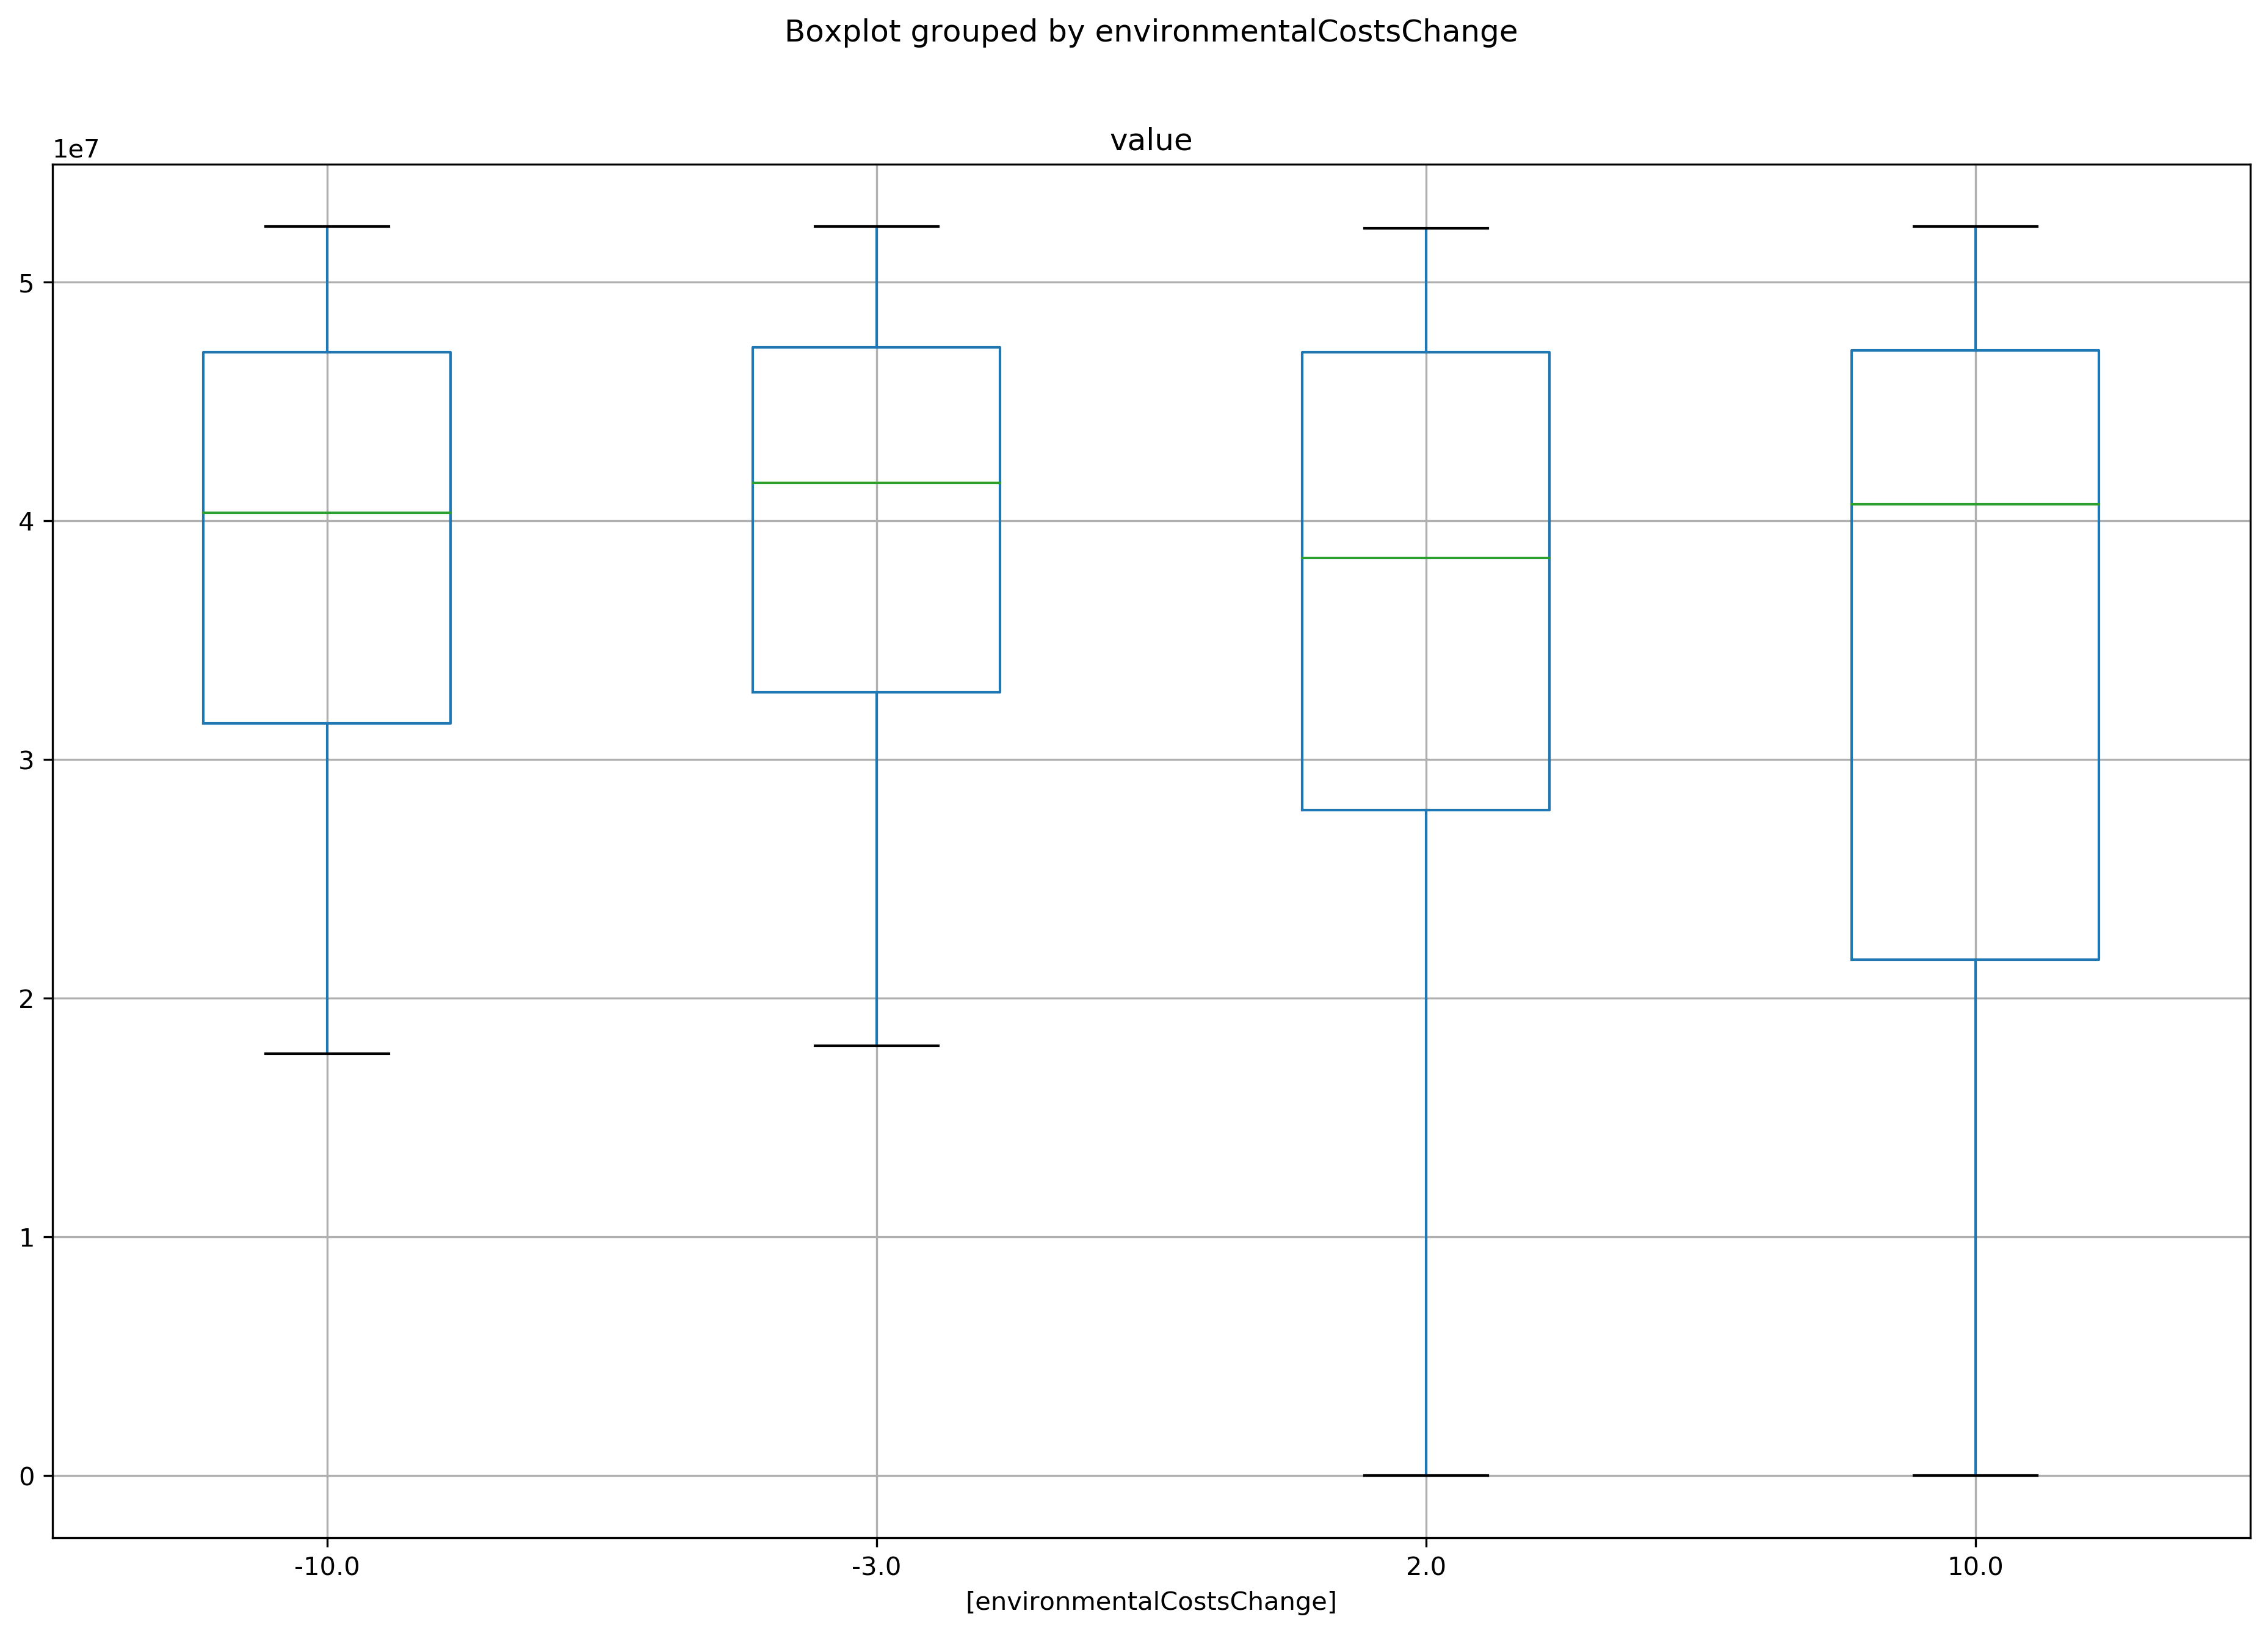 Boxplot grouped by environmentalCostsChange
value
1e7
5
4
3
2
1
0
-10.0 -3.0 2.0 10.0
[environmentalCostsChange]